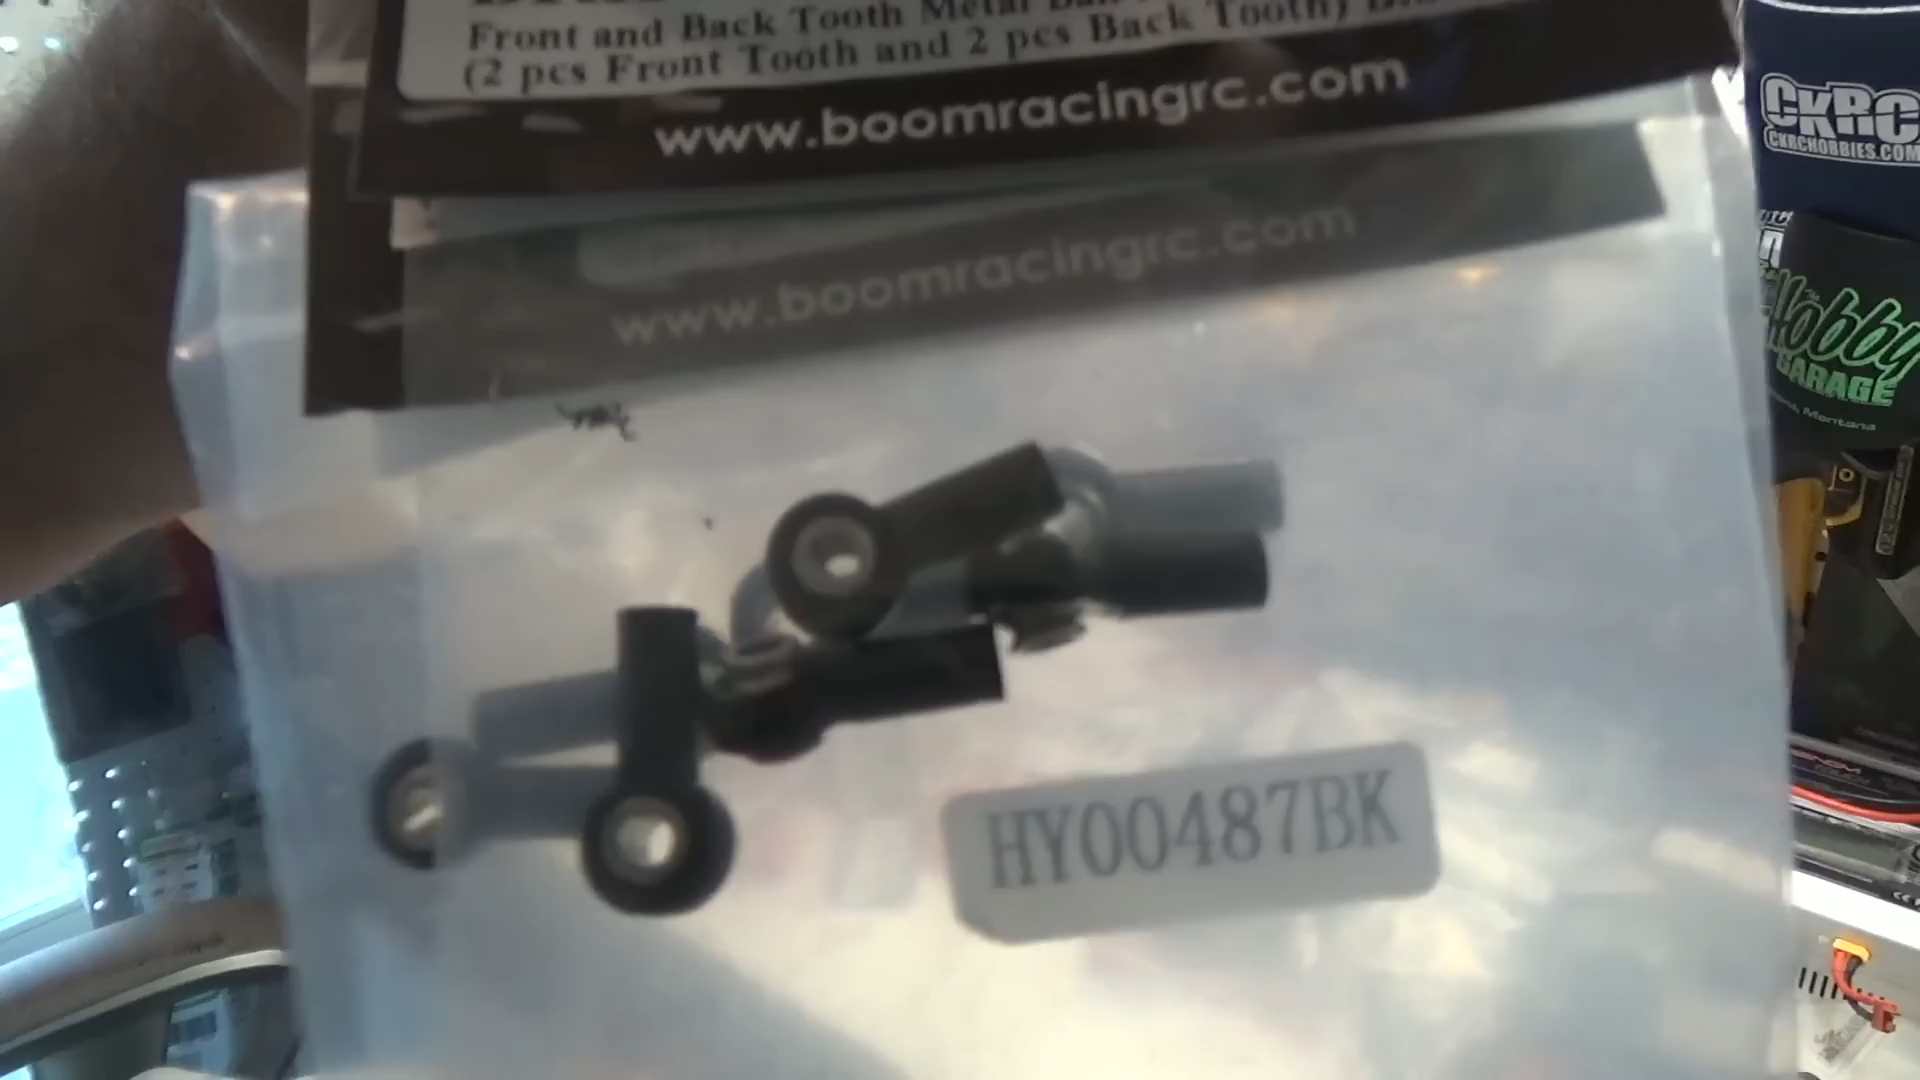 Front and Back Tooth Metal
(2 pcs Front Tooth and 2 pcs Back Tooth)
www.boomracingrc.com
www.boomracingrc.com
HY00487BK
CKRC
CKRCHOBBIES.COM
The
Hobby
GARAGE
Montana